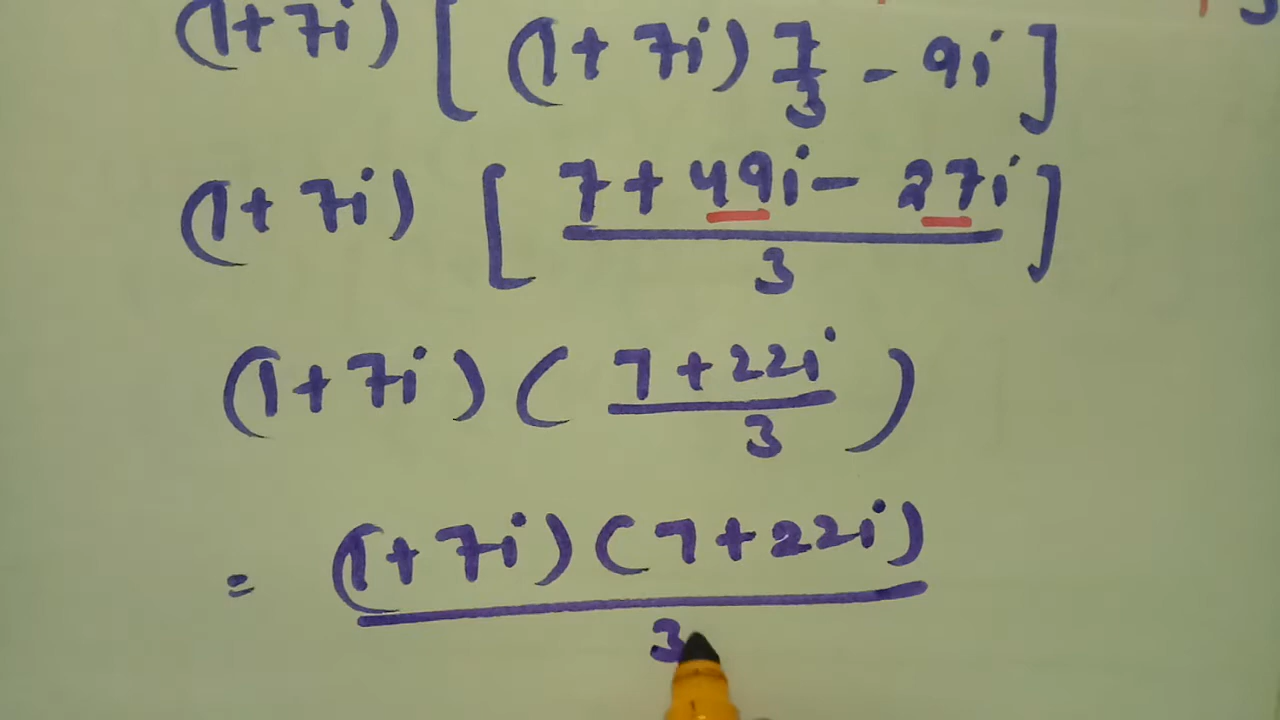 (1+7i) [ (1+7i) 7/3 - 9i ]
(1+7i) [ (7+49i-27i)/3 ]
(1+7i) ( (7+22i)/3 )
= (1+7i)(7+22i)/3